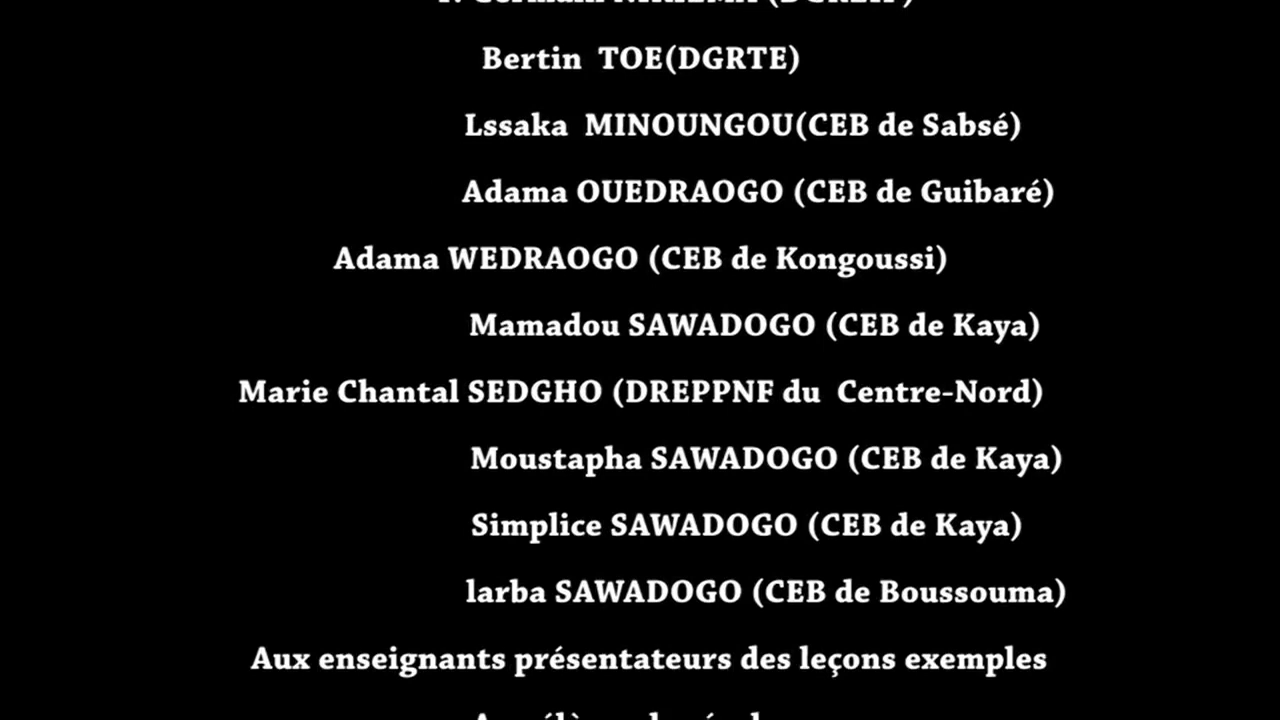 Bertin TOE(DGRTE)
Lssaka MINOUNGOU(CEB de Sabsé)
Adama OUEDRAOGO (CEB de Guibaré)
Adama WEDRAOGO (CEB de Kongoussi)
Mamadou SAWADOGO (CEB de Kaya)
Marie Chantal SEDGHO (DREPPNF du Centre-Nord)
Moustapha SAWADOGO (CEB de Kaya)
Simplice SAWADOGO (CEB de Kaya)
larba SAWADOGO (CEB de Boussouma)
Aux enseignants présentateurs des leçons exemples